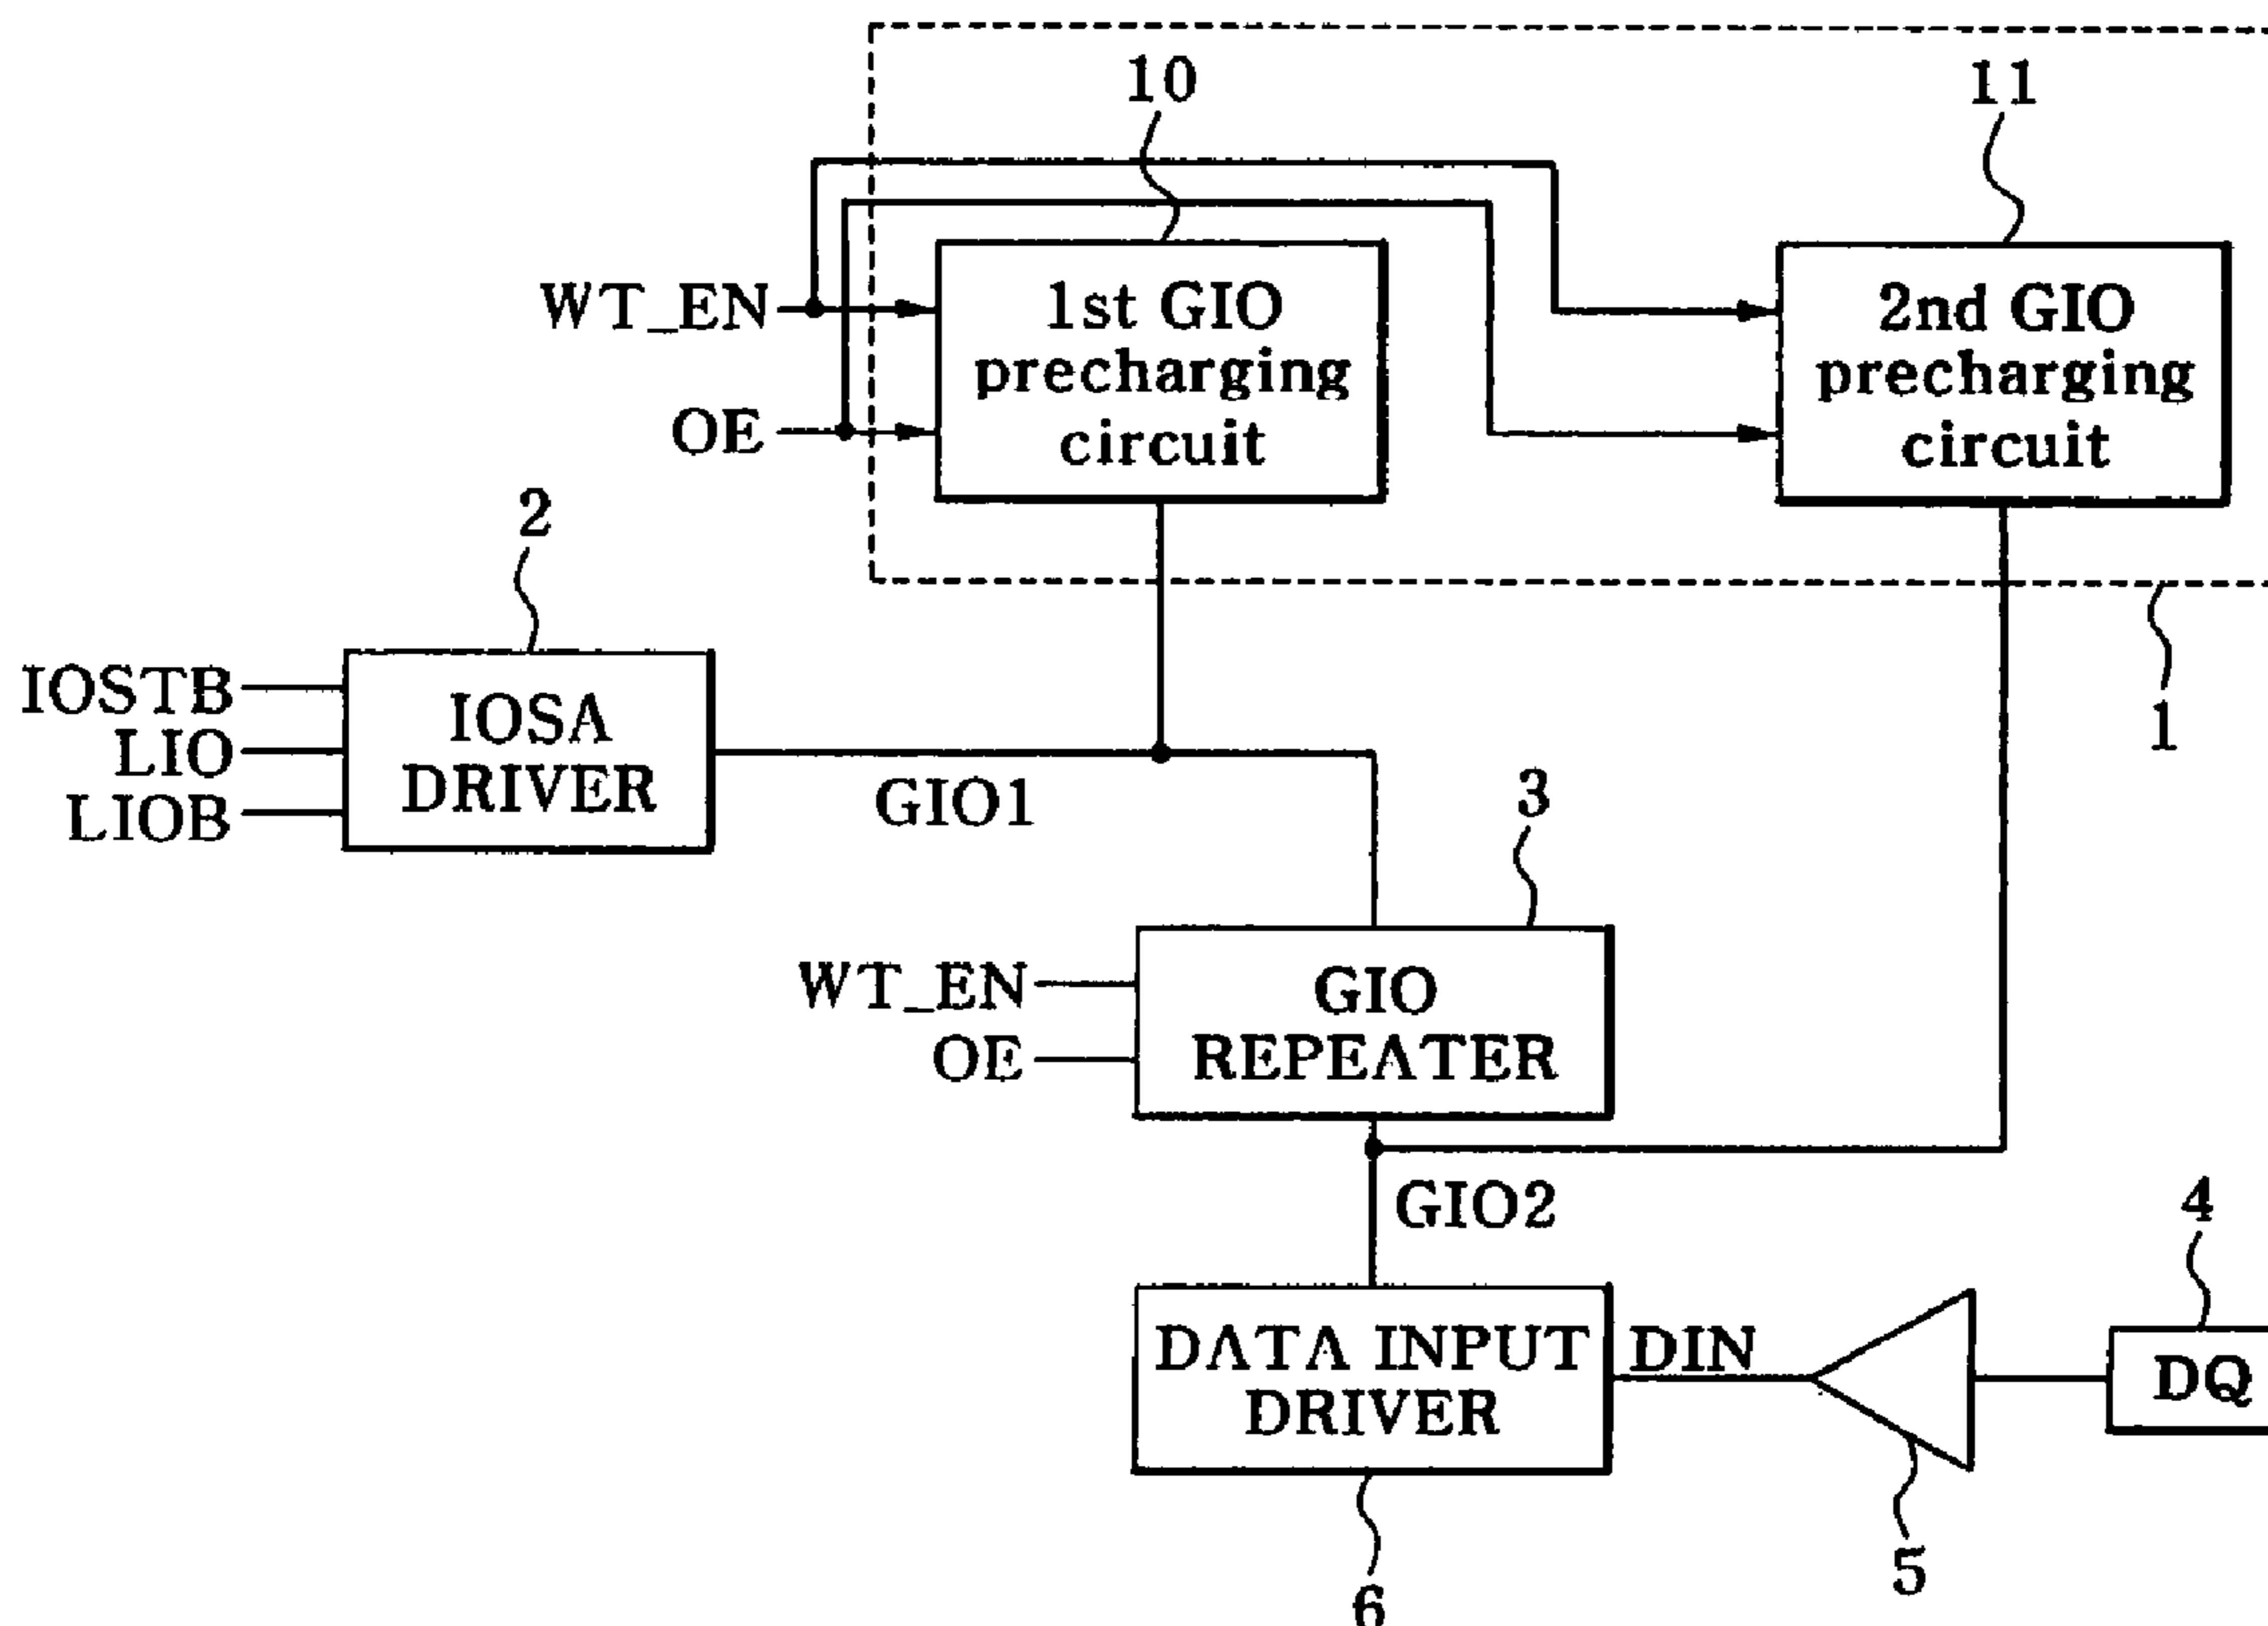 10
11
WT_EN
1st GIO
precharging
circuit
2nd GIO
precharging
circuit
OE
2
1
IOSTB
LIO
LIOB
IOSA
DRIVER
GIO1
3
WT_EN
OE
GIO
REPEATER
GIO2
4
DATA INPUT
DRIVER
DIN
DQ
5
6